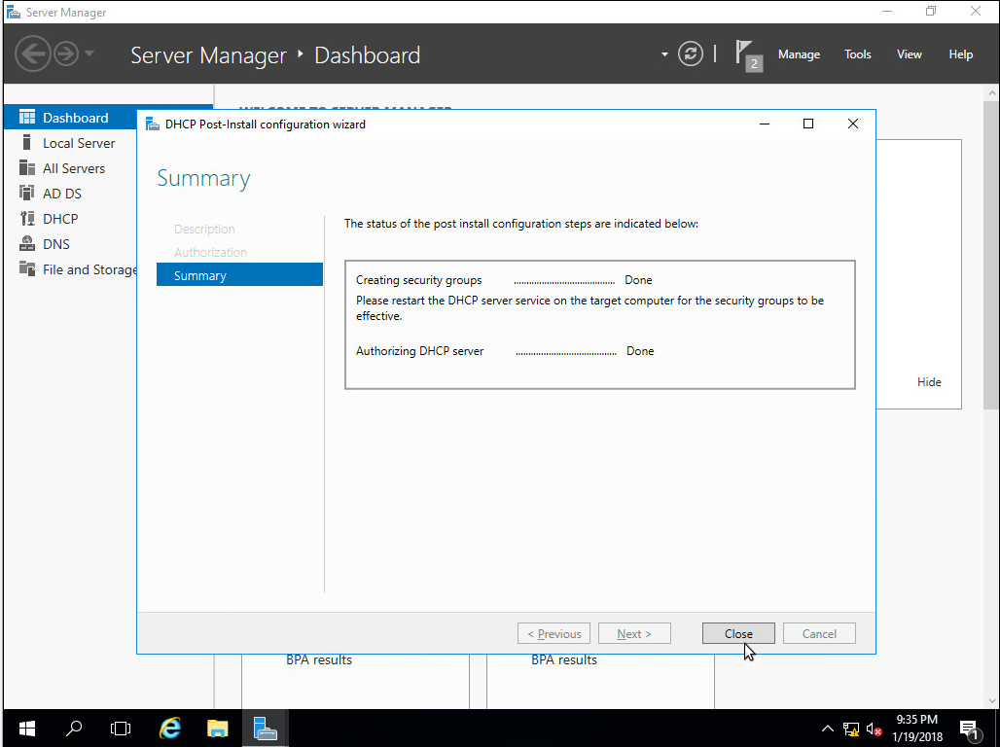 Server Manager
Server Manager ‣ Dashboard
2
Manage Tools View Help
WELCOME TO SERVER MANAGER
Dashboard
Local Server
All Servers
AD DS
DHCP
DNS
File and Storage
DHCP Post-Install configuration wizard
Summary
Description
Authorization
Summary
The status of the post install configuration steps are indicated below:
Creating security groups ........................................ Done
Please restart the DHCP server service on the target computer for the security groups to be
effective.
Authorizing DHCP server ........................................ Done
Hide
< Previous Next > Close Cancel
BPA results BPA results
9:35 PM
1/19/2018
1